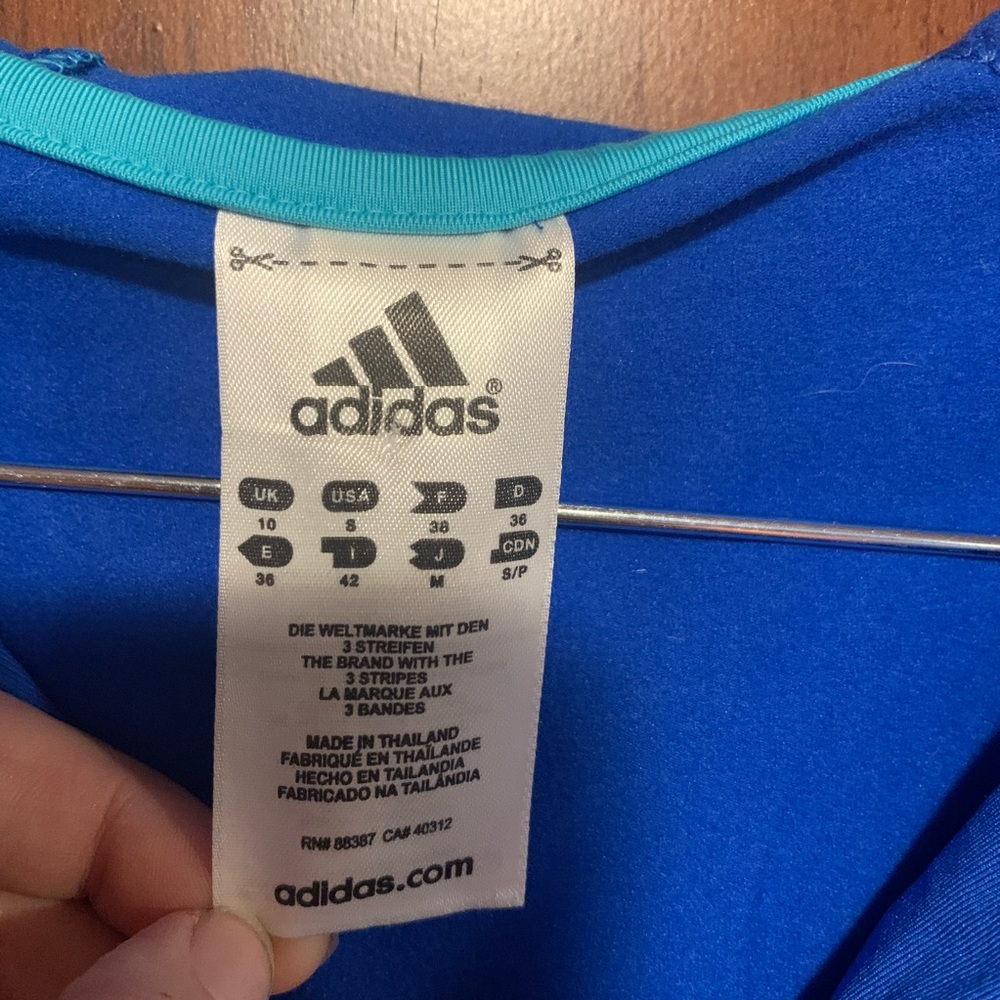 adidas®
UK USA F D
10 S 38 36
E I J CDN
36 42 M S/P
DIE WELTMARKE MIT DEN
3 STREIFEN
THE BRAND WITH THE
3 STRIPES
LA MARQUE AUX
3 BANDES
MADE IN THAILAND
FABRIQUÉ EN THAÏLANDE
HECHO EN TAILANDIA
FABRICADO NA TAILÂNDIA
RN# 88387 CA# 40312
adidas.com